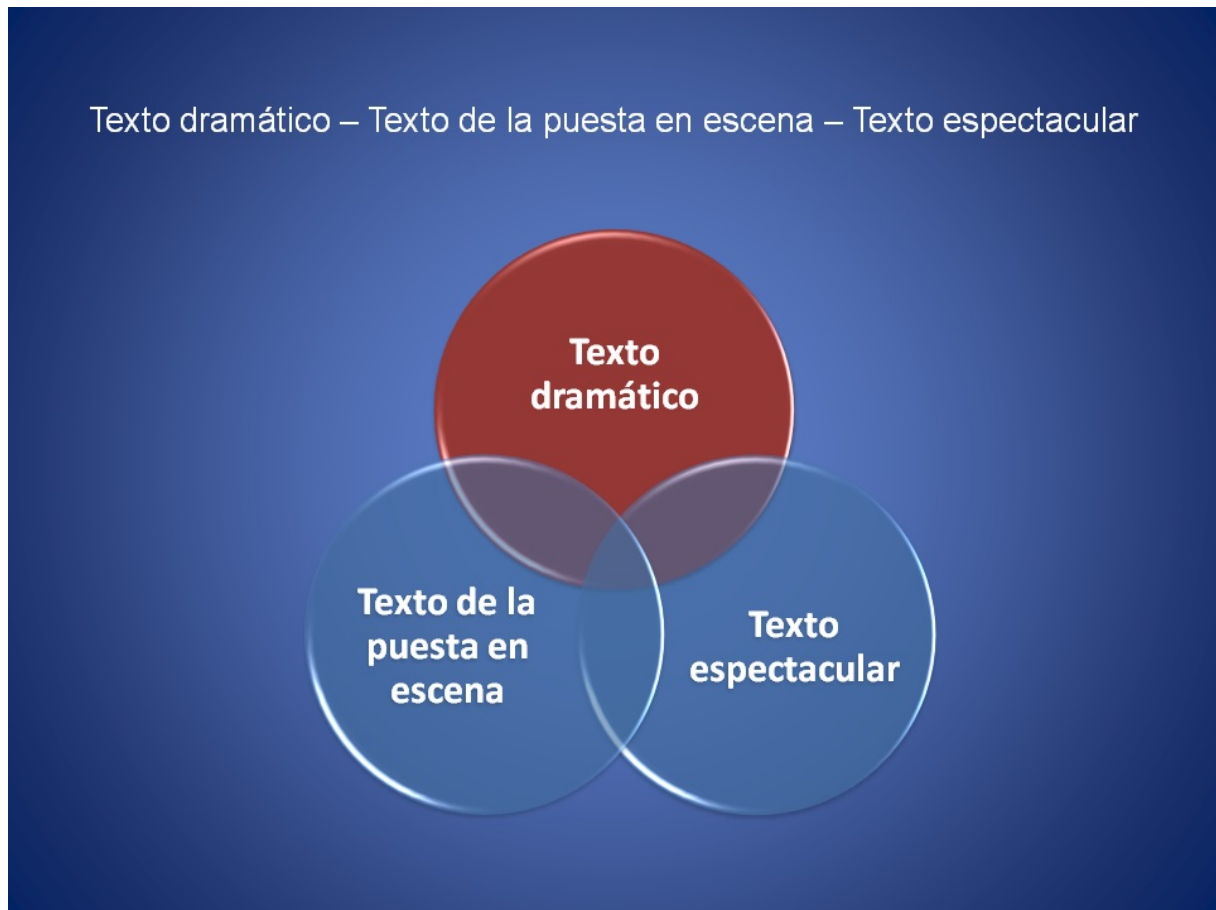 Texto dramático – Texto de la puesta en escena – Texto espectacular
Texto
dramático
Texto de la
puesta en
escena
Texto
espectacular